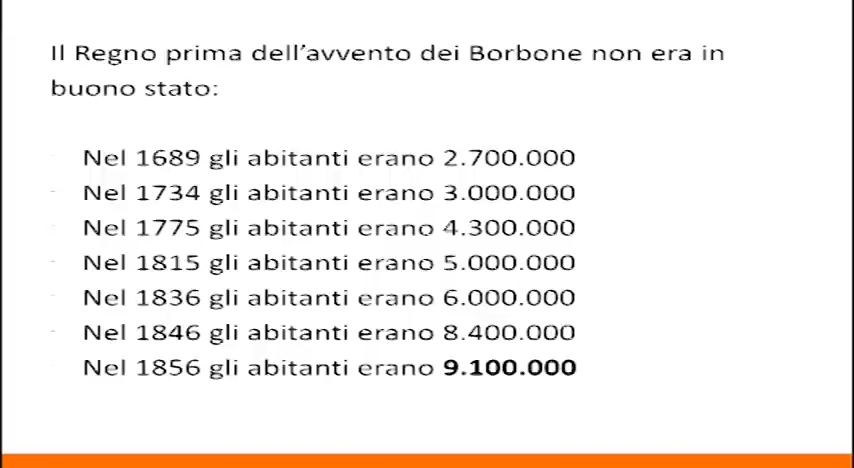 Il Regno prima dell'avvento dei Borbone non era in
buono stato:
- Nel 1689 gli abitanti erano 2.700.000
- Nel 1734 gli abitanti erano 3.000.000
- Nel 1775 gli abitanti erano 4.300.000
- Nel 1815 gli abitanti erano 5.000.000
- Nel 1836 gli abitanti erano 6.000.000
- Nel 1846 gli abitanti erano 8.400.000
- Nel 1856 gli abitanti erano 9.100.000